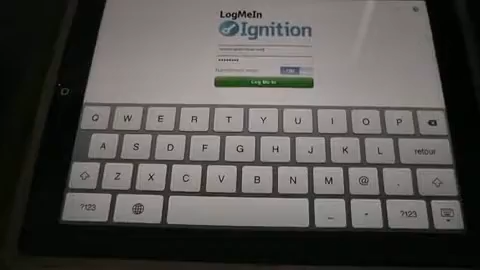 LogMeIn
Ignition
Log Me In
Q W E R T Y U I O P
A S D F G H J K L retour
Z X C V B N M @ .
.?123 _ - .?123